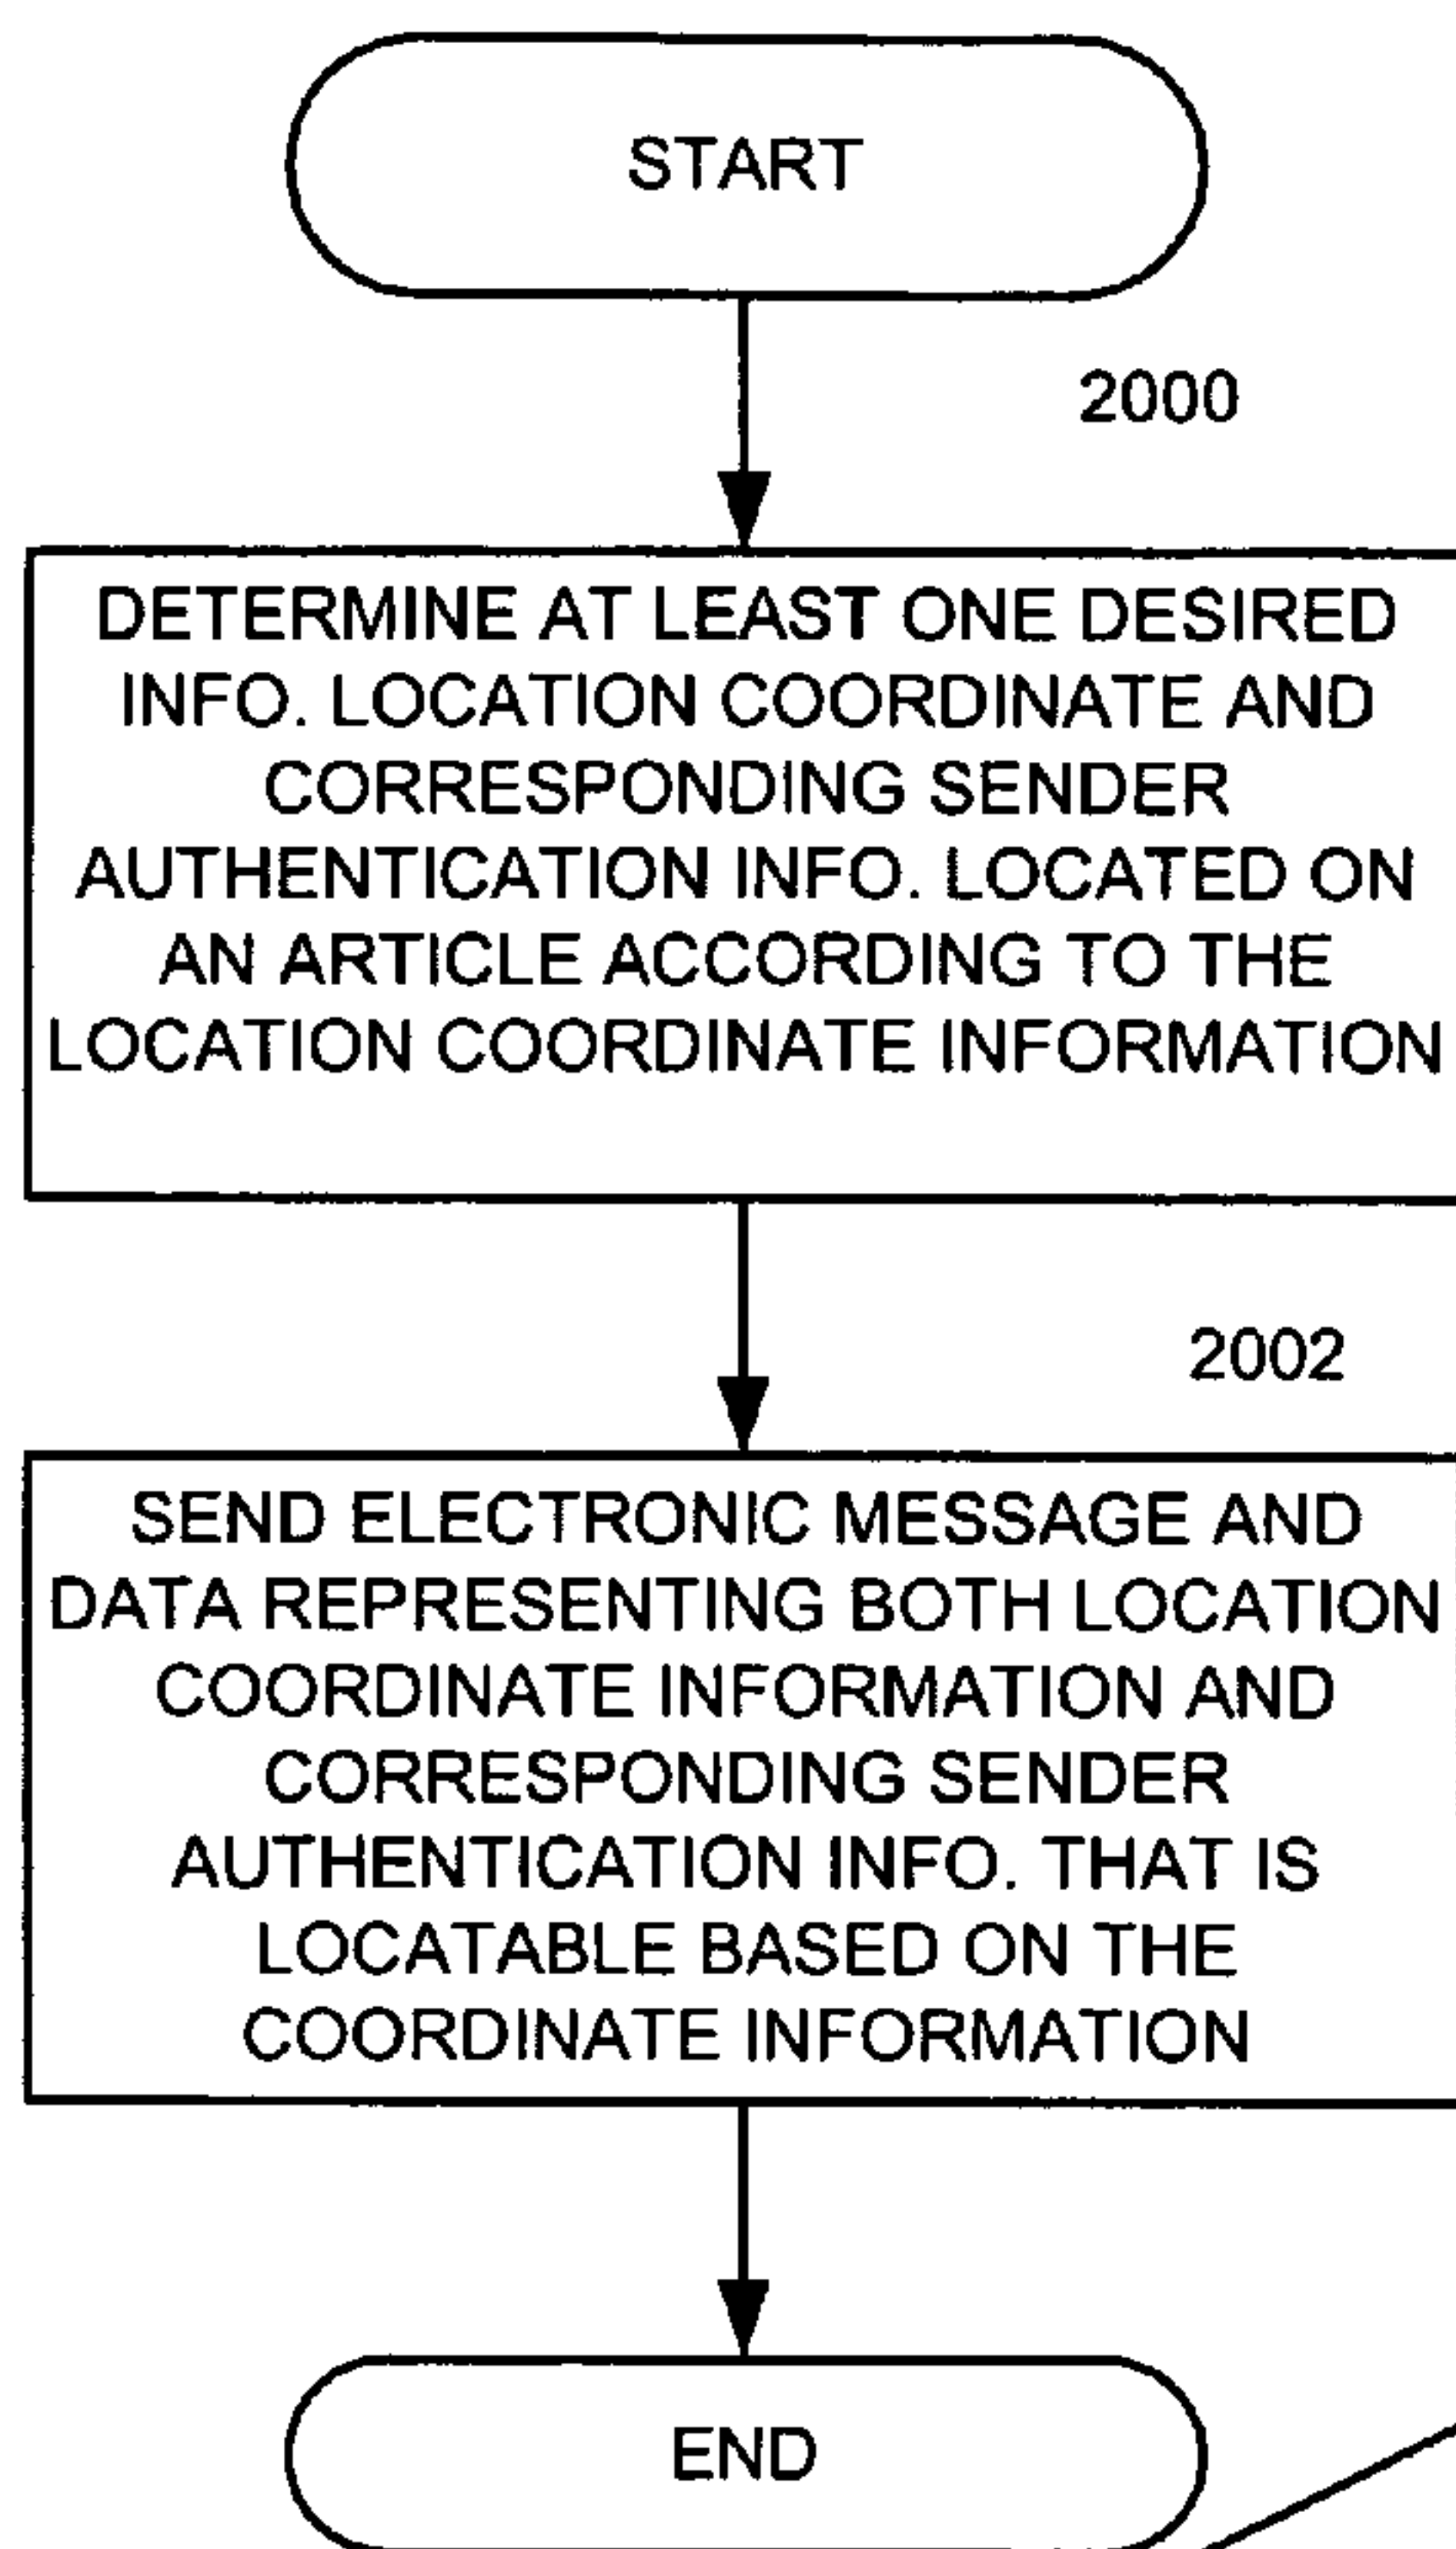 START
2000
DETERMINE AT LEAST ONE DESIRED
INFO. LOCATION COORDINATE AND
CORRESPONDING SENDER
AUTHENTICATION INFO. LOCATED ON
AN ARTICLE ACCORDING TO THE
LOCATION COORDINATE INFORMATION
2002
SEND ELECTRONIC MESSAGE AND
DATA REPRESENTING BOTH LOCATION
COORDINATE INFORMATION AND
CORRESPONDING SENDER
AUTHENTICATION INFO. THAT IS
LOCATABLE BASED ON THE
COORDINATE INFORMATION
END